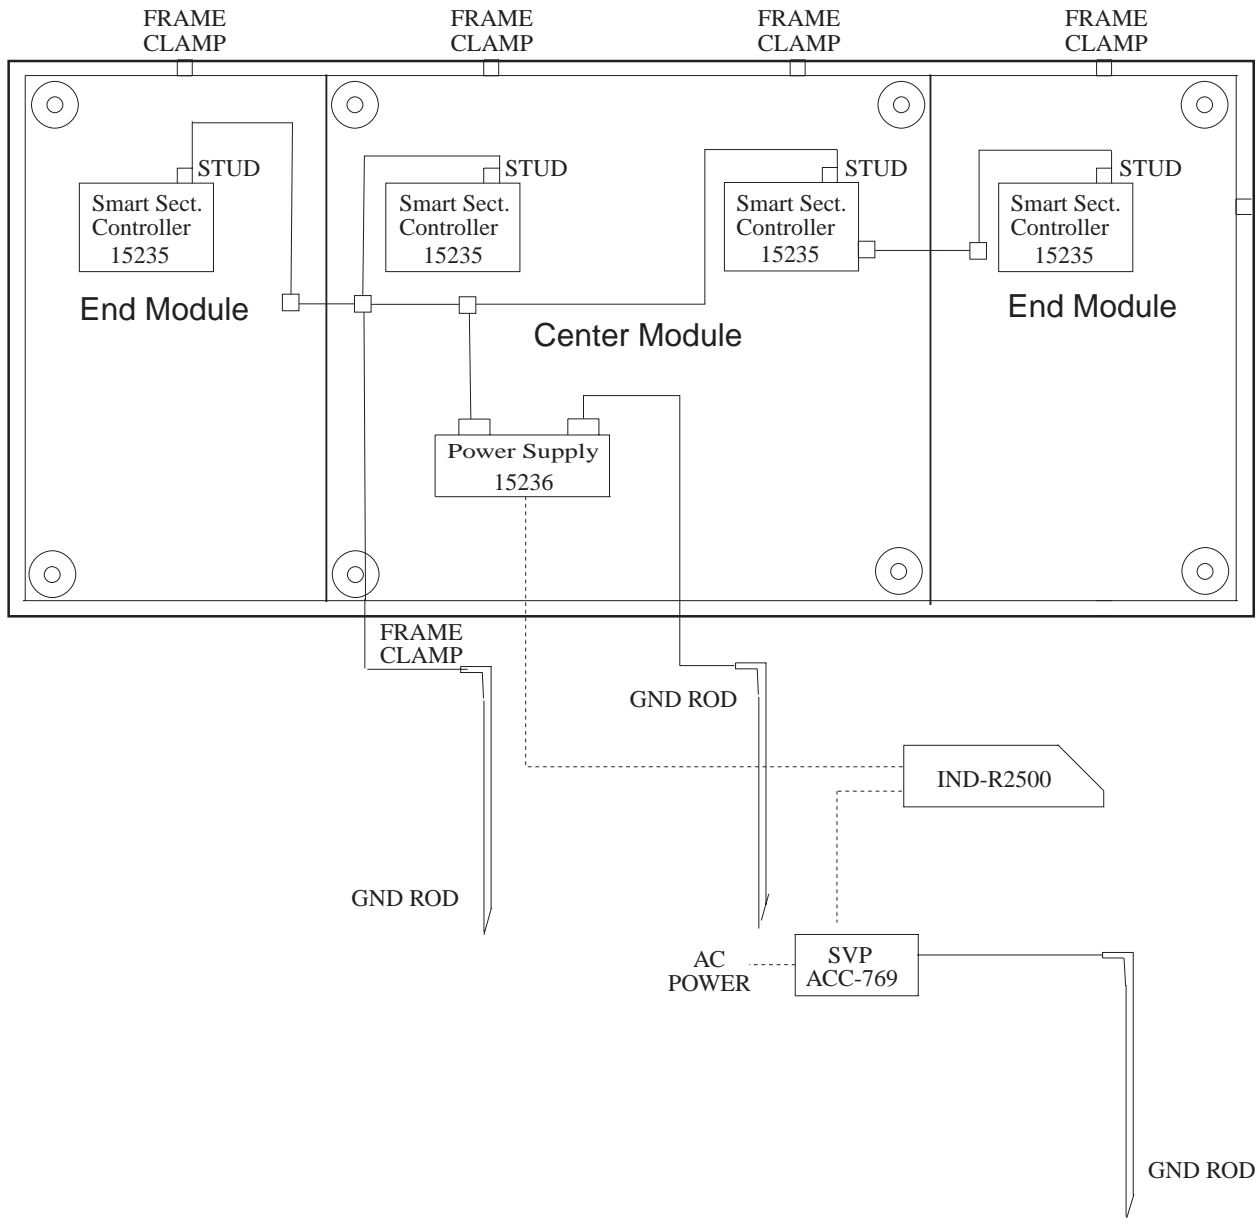 FRAME
CLAMP
FRAME
CLAMP
FRAME
CLAMP
FRAME
CLAMP
STUD
STUD
STUD
STUD
Smart Sect.
Controller
15235
Smart Sect.
Controller
15235
Smart Sect.
Controller
15235
Smart Sect.
Controller
15235
End Module
Center Module
End Module
Power Supply
15236
FRAME
CLAMP
GND ROD
IND-R2500
GND ROD
AC
POWER
SVP
ACC-769
GND ROD